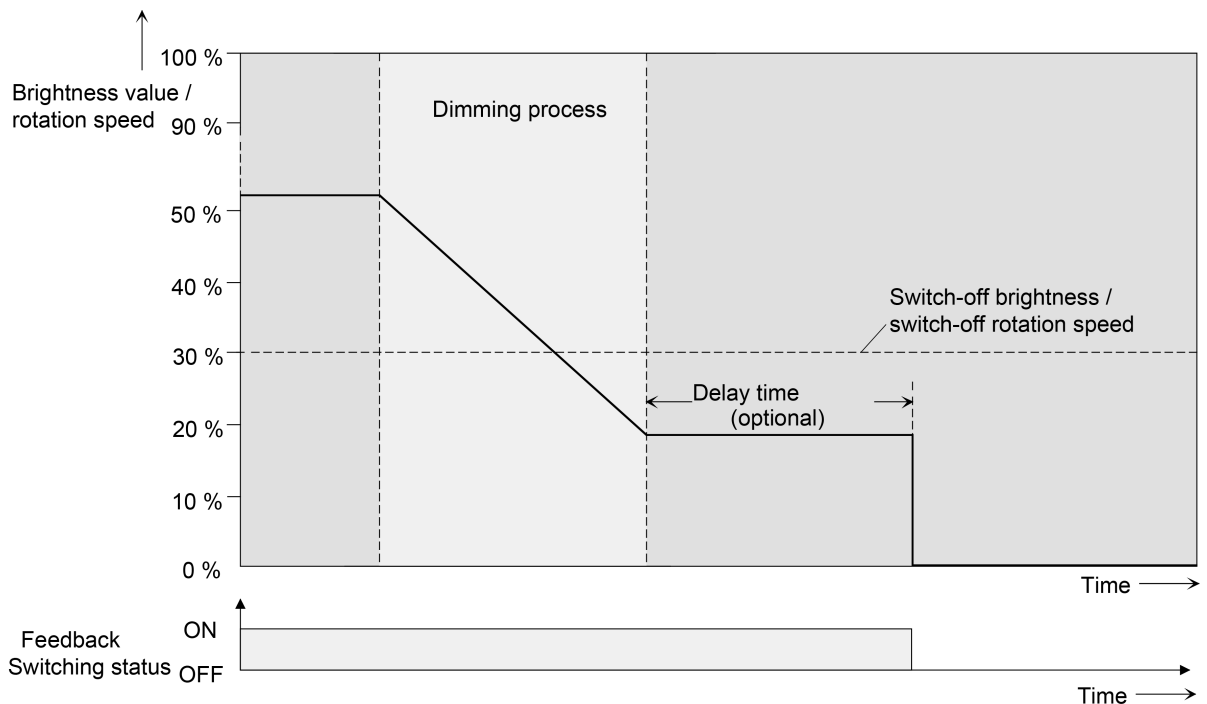 100 %
Brightness value /
rotation speed
90 %
Dimming process
50 %
40 %
Switch-off brightness /
switch-off rotation speed
30 %
Delay time
(optional)
20 %
10 %
0 %
Time
Feedback
Switching status
ON
OFF
Time